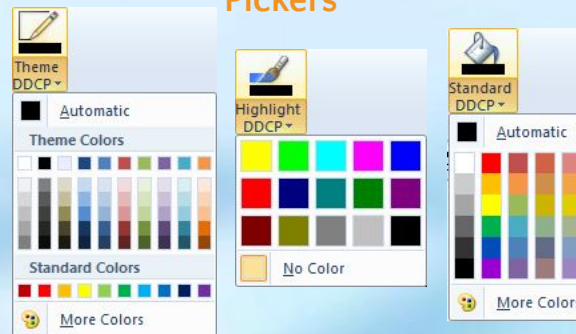 Pickers
Theme
DDCP
Automatic
Theme Colors
Standard Colors
More Colors
Highlight
DDCP
No Color
Standard
DDCP
Automatic
More Color